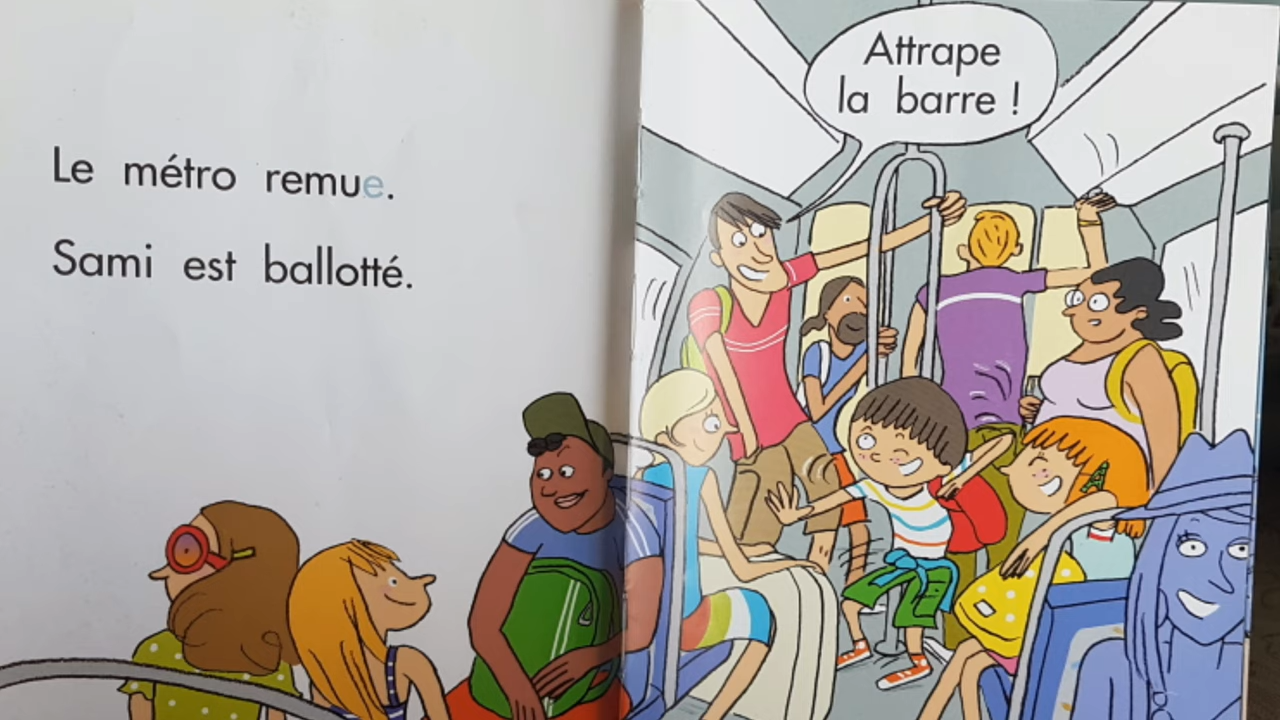 Le métro remue.
Sami est ballotté.
Attrape
la barre !